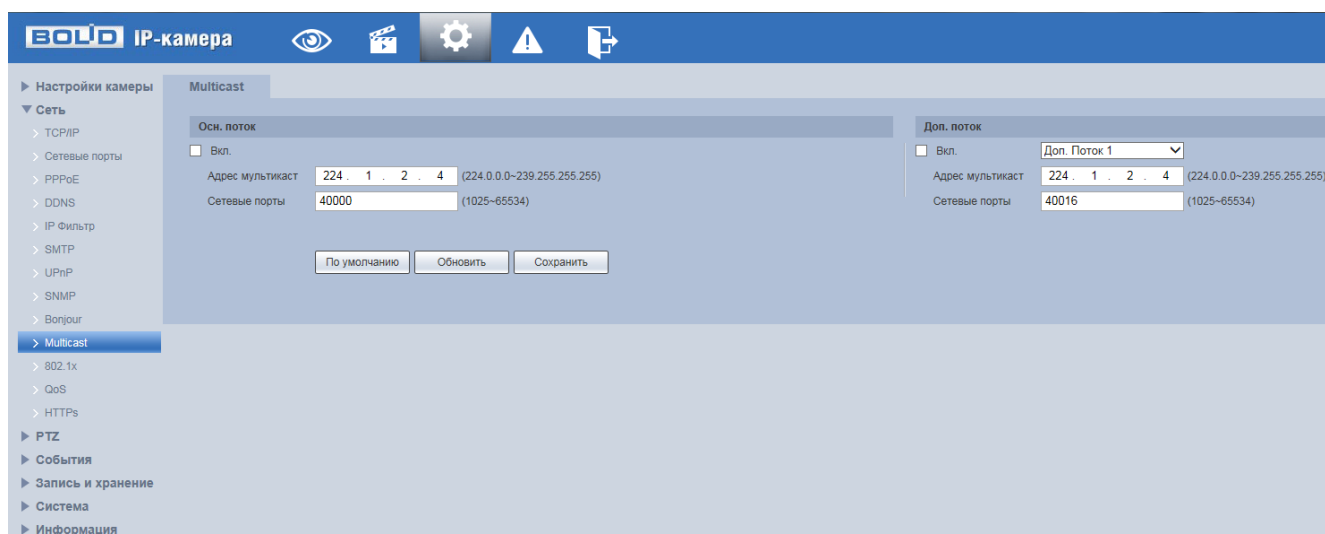 BOLID IP-камера
Настройки камеры
Сеть
TCP/IP
Сетевые порты
PPPoE
DDNS
IP Фильтр
SMTP
UPnP
SNMP
Bonjour
Multicast
802.1x
QoS
HTTPs
PTZ
События
Запись и хранение
Система
Информация
Multicast
Осн. поток
Вкл.
Адрес мультикаст 224 . 1 . 2 . 4 (224.0.0.0~239.255.255.255)
Сетевые порты 40000 (1025~65534)
По умолчанию Обновить Сохранить
Доп. поток
Вкл. Доп. Поток 1
Адрес мультикаст 224 . 1 . 2 . 4 (224.0.0.0~239.255.255.255)
Сетевые порты 40016 (1025~65534)